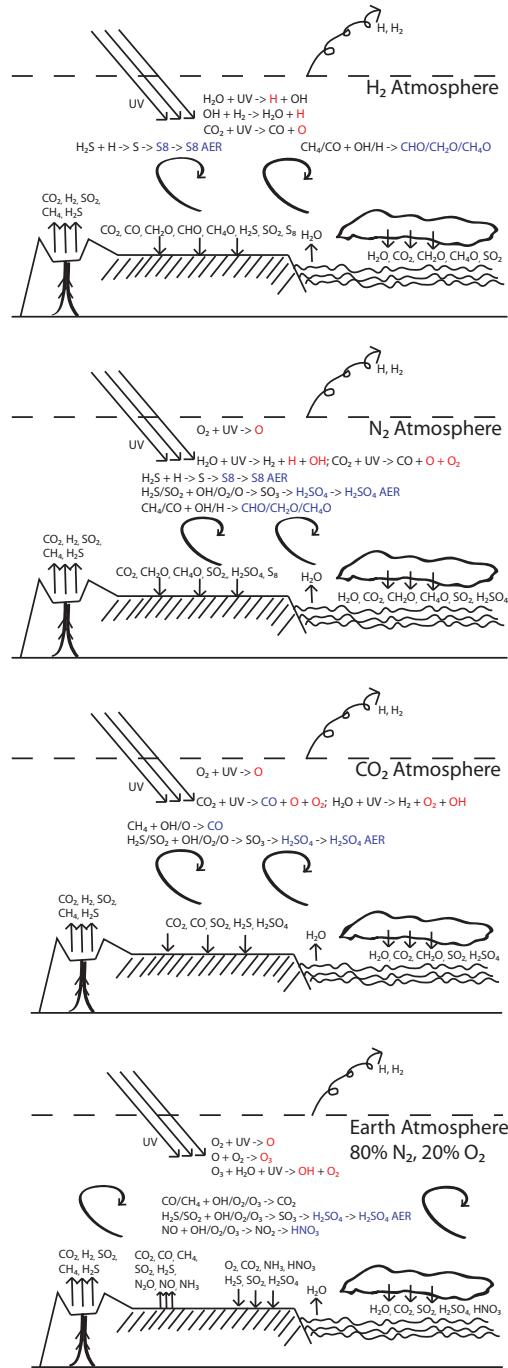 H, H₂
UV
H₂ Atmosphere
H₂O + UV -> H + OH
OH + H₂ -> H₂O + H
CO₂ + UV -> CO + O
H₂S + H -> S -> S8 -> S8 AER
CH₄/CO + OH/H -> CHO/CH₂O/CH₄O
CO₂, H₂, SO₂,
CH₄, H₂S
CO₂, CO, CH₂O, CHO, CH₄O, H₂S, SO₂, S₈
H₂O
H₂O, CO₂, CH₂O, CH₄O, SO₂
H, H₂
O₂ + UV -> O
N₂ Atmosphere
UV
H₂O + UV -> H₂ + H + OH; CO₂ + UV -> CO + O + O₂
H₂S + H -> S -> S8 -> S8 AER
H₂S/SO₂ + OH/O₂/O -> SO₃ -> H₂SO₄ -> H₂SO₄ AER
CH₄/CO + OH/H -> CHO/CH₂O/CH₄O
CO₂, H₂, SO₂,
CH₄, H₂S
CO₂, CH₂O, CH₄O, SO₂, H₂SO₄, S₈
H₂O
H₂O, CO₂, CH₂O, CH₄O, SO₂, H₂SO₄
H, H₂
O₂ + UV -> O
CO₂ Atmosphere
UV
CO₂ + UV -> CO + O + O₂; H₂O + UV -> H₂ + O₂ + OH
CH₄ + OH/O -> CO
H₂S/SO₂ + OH/O₂/O -> SO₃ -> H₂SO₄ -> H₂SO₄ AER
CO₂, H₂, SO₂,
CH₄, H₂S
CO₂, CO, SO₂, H₂S, H₂SO₄
H₂O
H₂O, CO₂, CH₂O, SO₂, H₂SO₄
H, H₂
Earth Atmosphere
80% N₂, 20% O₂
UV
O₂ + UV -> O
O + O₂ -> O₃
O₃ + H₂O + UV -> OH + O₂
CO/CH₄ + OH/O₂/O₃ -> CO₂
H₂S/SO₂ + OH/O₂/O₃ -> SO₃ -> H₂SO₄ -> H₂SO₄ AER
NO + OH/O₂/O₃ -> NO₂ -> HNO₃
CO₂, H₂, SO₂,
CH₄, H₂S
CO₂, CO, CH₄,
SO₂, H₂S,
N₂O, NO, NH₃
O₂, CO₂, NH₃, HNO₃
H₂S, SO₂, H₂SO₄
H₂O
H₂O, CO₂, SO₂, H₂SO₄, HNO₃